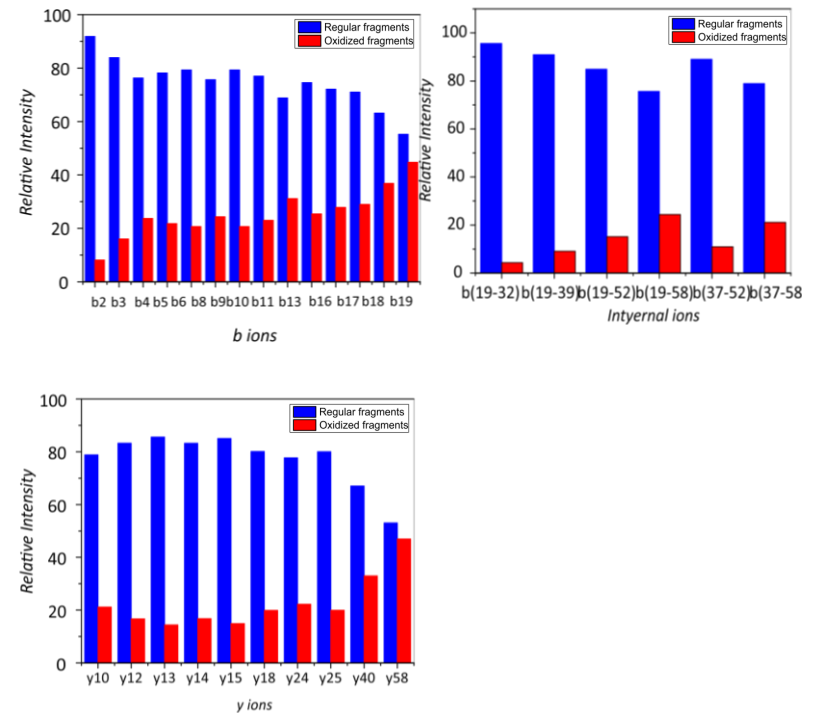 100
80
60
40
20
0
Relative Intensity
Regular fragments
Oxidized fragments
b2 b3 b4 b5 b6 b8 b9b10 b11 b13 b16 b17 b18 b19
b ions
100
80
60
40
20
0
Relative Intensity
Regular fragments
Oxidized fragments
b(19-32) b(19-39) b(19-52) b(19-58) b(37-52) b(37-58
Intyernal ions
100
80
60
40
20
0
Relative Intensity
Regular fragments
Oxidized fragments
y10 y12 y13 y14 y15 y18 y24 y25 y40 y58
y ions